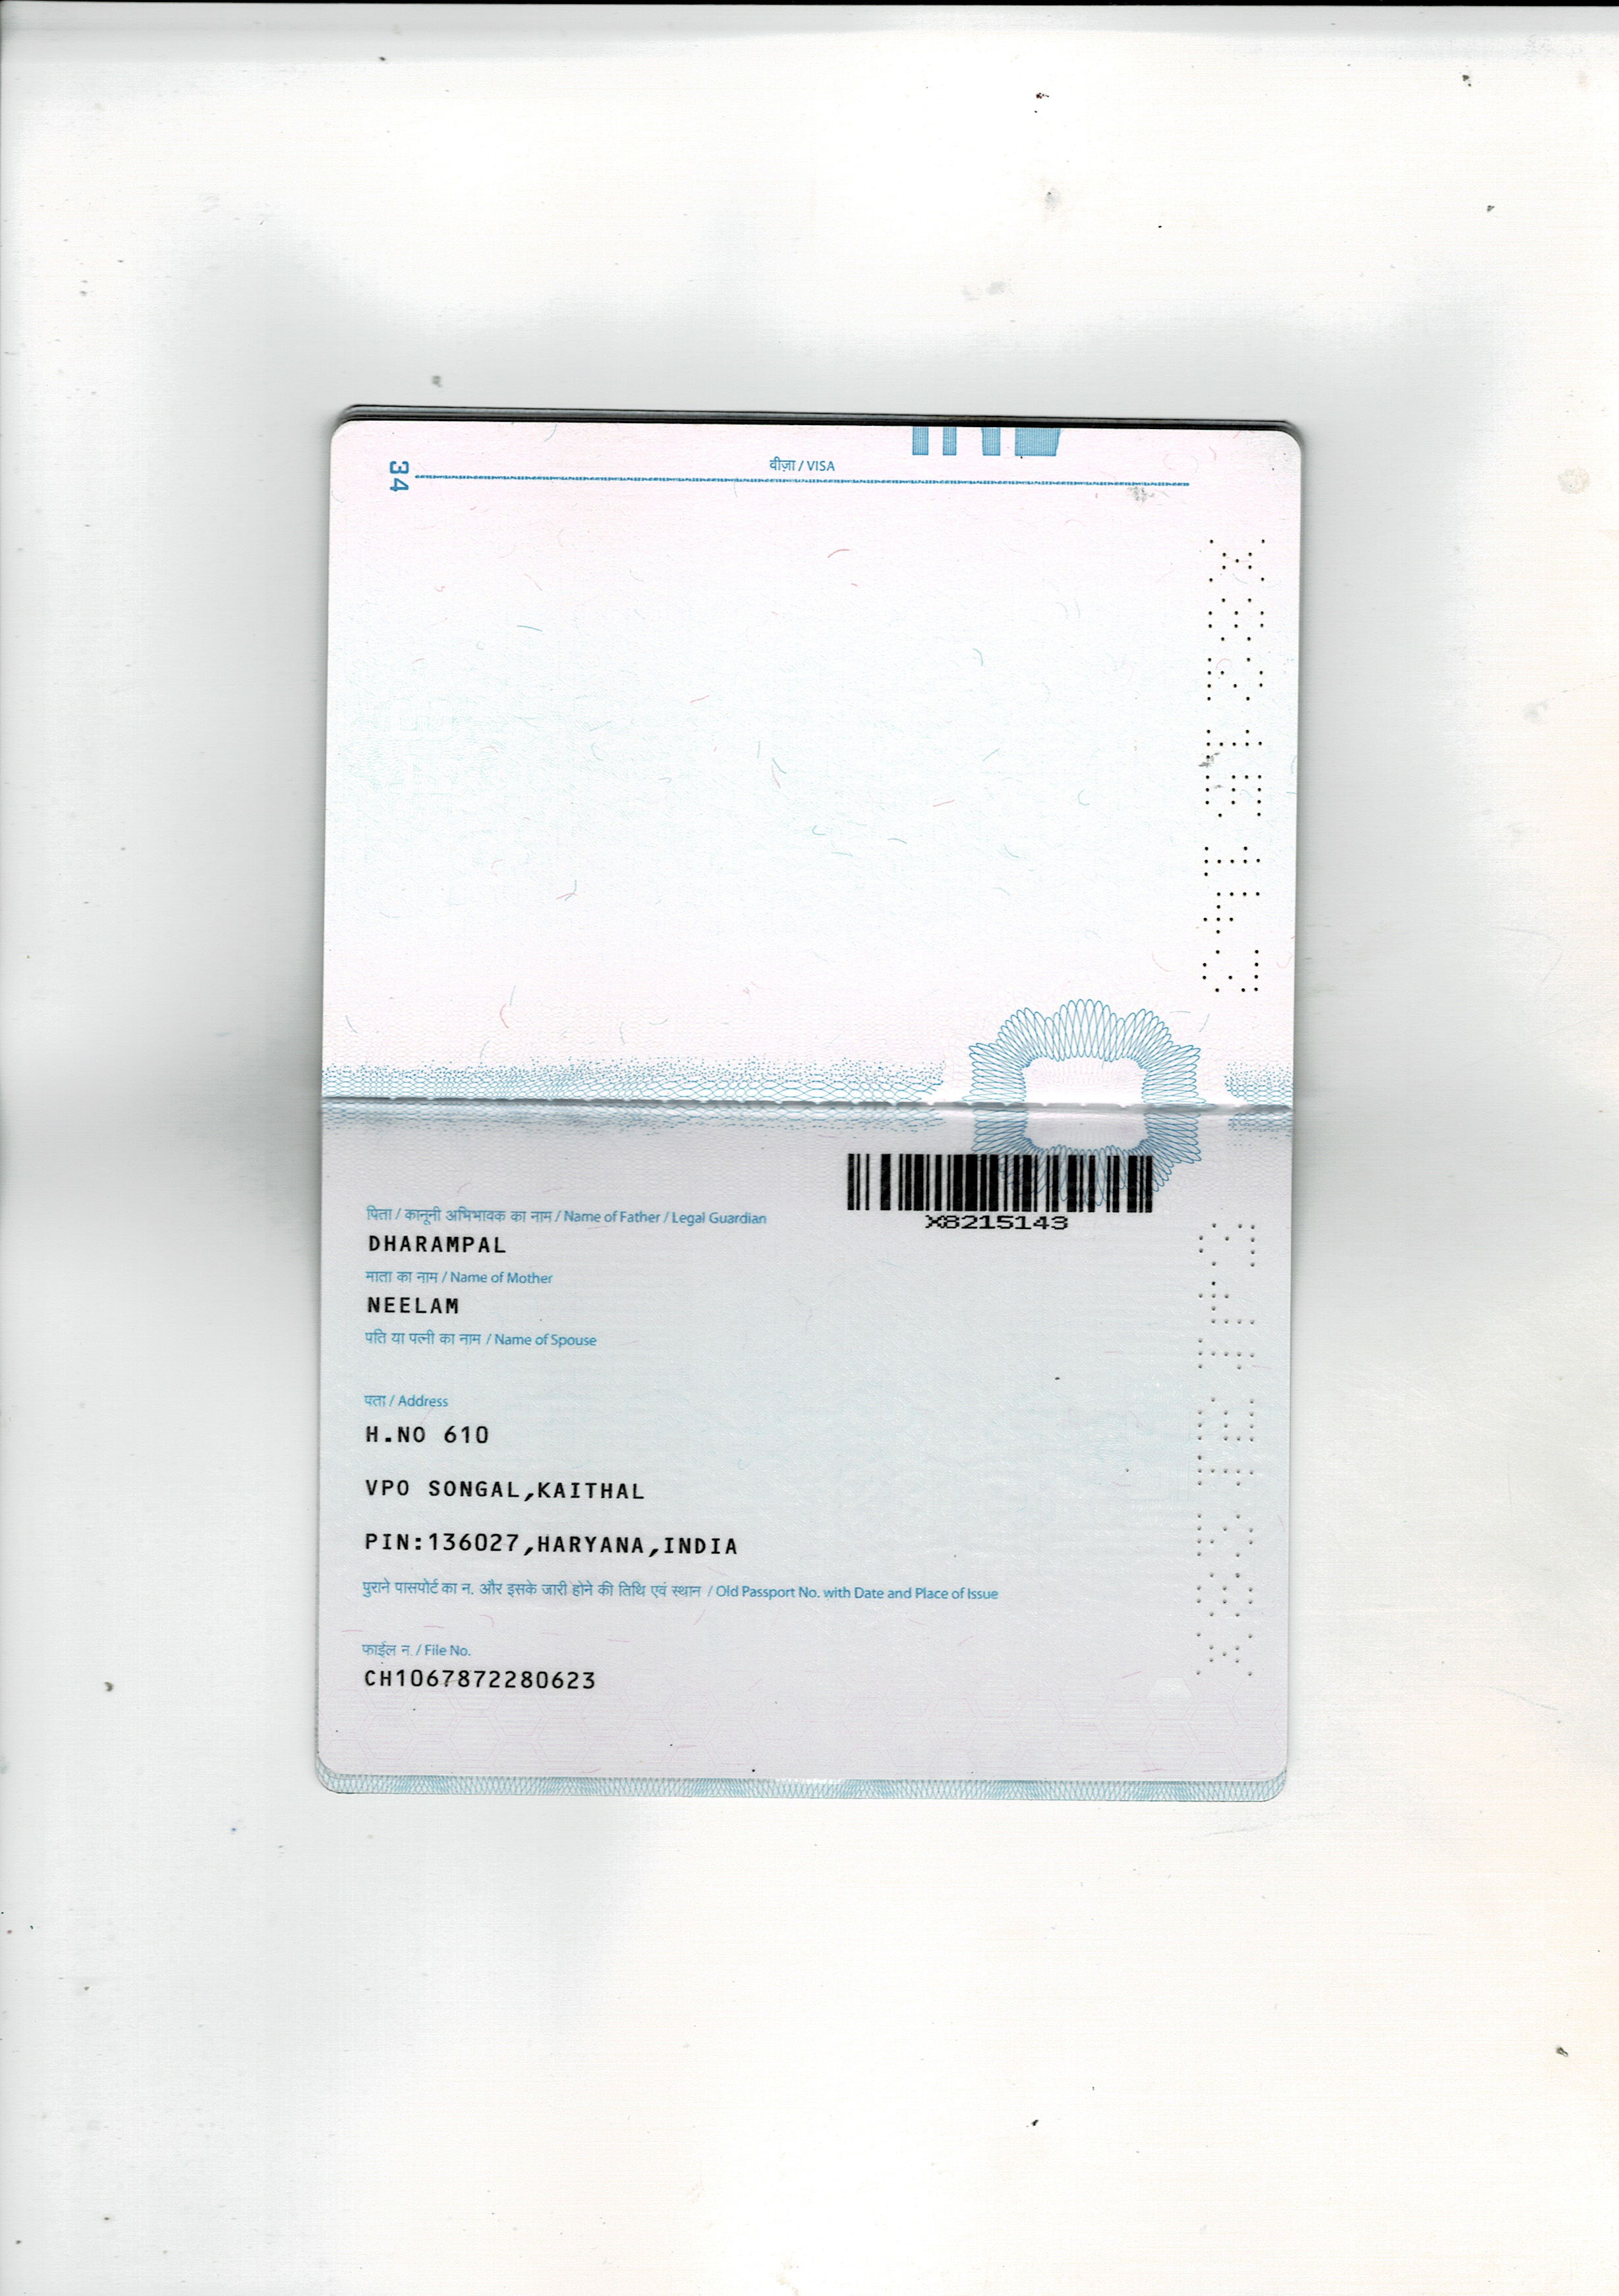 34
वीज़ा / VISA
X8215143
पिता / कानूनी अभिभावक का नाम / Name of Father / Legal Guardian
DHARAMPAL
माता का नाम / Name of Mother
NEELAM
पति या पत्नी का नाम / Name of Spouse
पता / Address
H.NO 610
VPO SONGAL,KAITHAL
PIN:136027,HARYANA,INDIA
पुराने पासपोर्ट का न. और इसके जारी होने की तिथि एवं स्थान / Old Passport No. with Date and Place of Issue
फाईल न. / File No.
CH1067872280623
X8215143
X8215143